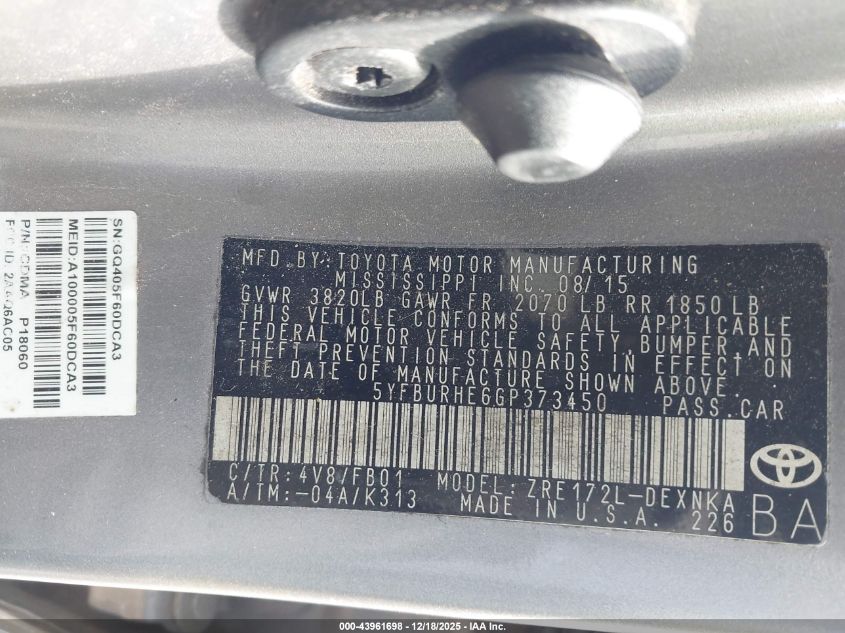 SN:GQ405F60DCA3
MEID:A100005F60DCA3
P/N: CDMA P18060
ID: 6AC05
MFD.BY:TOYOTA MOTOR MANUFACTURING
MISSISSIPPI INC. 08/15
GVWR 3820LB GAWR FR 2070 LB RR 1850 LB
THIS VEHICLE CONFORMS TO ALL APPLICABLE
FEDERAL MOTOR VEHICLE SAFETY, BUMPER AND
THEFT PREVENTION STANDARDS IN EFFECT ON
THE DATE OF MANUFACTURE SHOWN ABOVE.
5YFBURHE6GP373450 PASS.CAR
C/TR:4V8/FB01 MODEL:ZRE172L-DEXNKA
A/TM:-04A/K313 MADE IN U.S.A. 226
BA
000-43961698 - 12/18/2025 - IAA Inc.